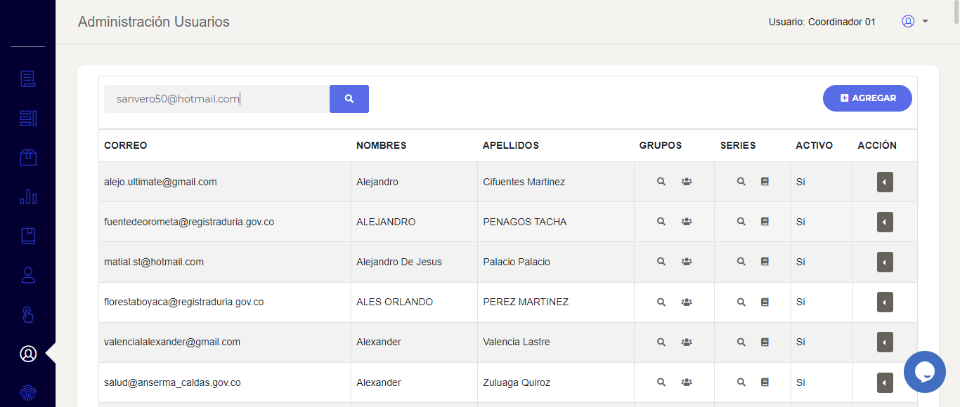 Administración Usuarios
Usuario: Coordinador 01
sanvero50@hotmail.com
AGREGAR
CORREO NOMBRES APELLIDOS GRUPOS SERIES ACTIVO ACCIÓN
alejo.ultimate@gmail.com Alejandro Cifuentes Martinez Si
fuentedeorometa@registraduria.gov.co ALEJANDRO PENAGOS TACHA Si
matial.st@hotmail.com Alejandro De Jesus Palacio Palacio Si
florestaboyaca@registraduria.gov.co ALES ORLANDO PEREZ MARTINEZ Si
valencialalexander@gmail.com Alexander Valencia Lastre Si
salud@anserma_caldas.gov.co Alexander Zuluaga Quiroz Si